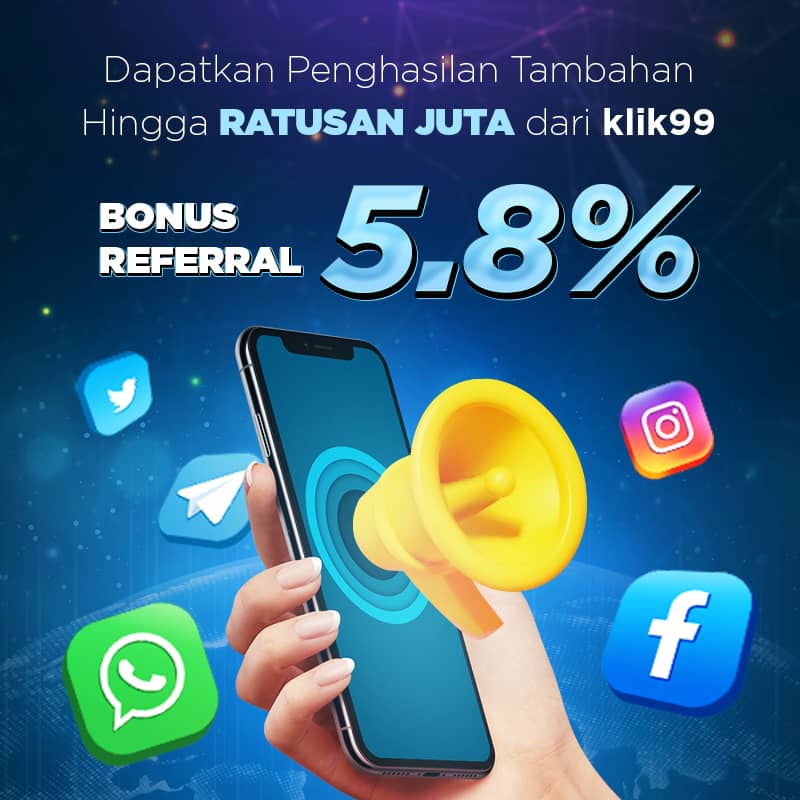 Dapatkan Penghasilan Tambahan
Hingga RATUSAN JUTA dari klik99
BONUS
REFERRAL
5.8%